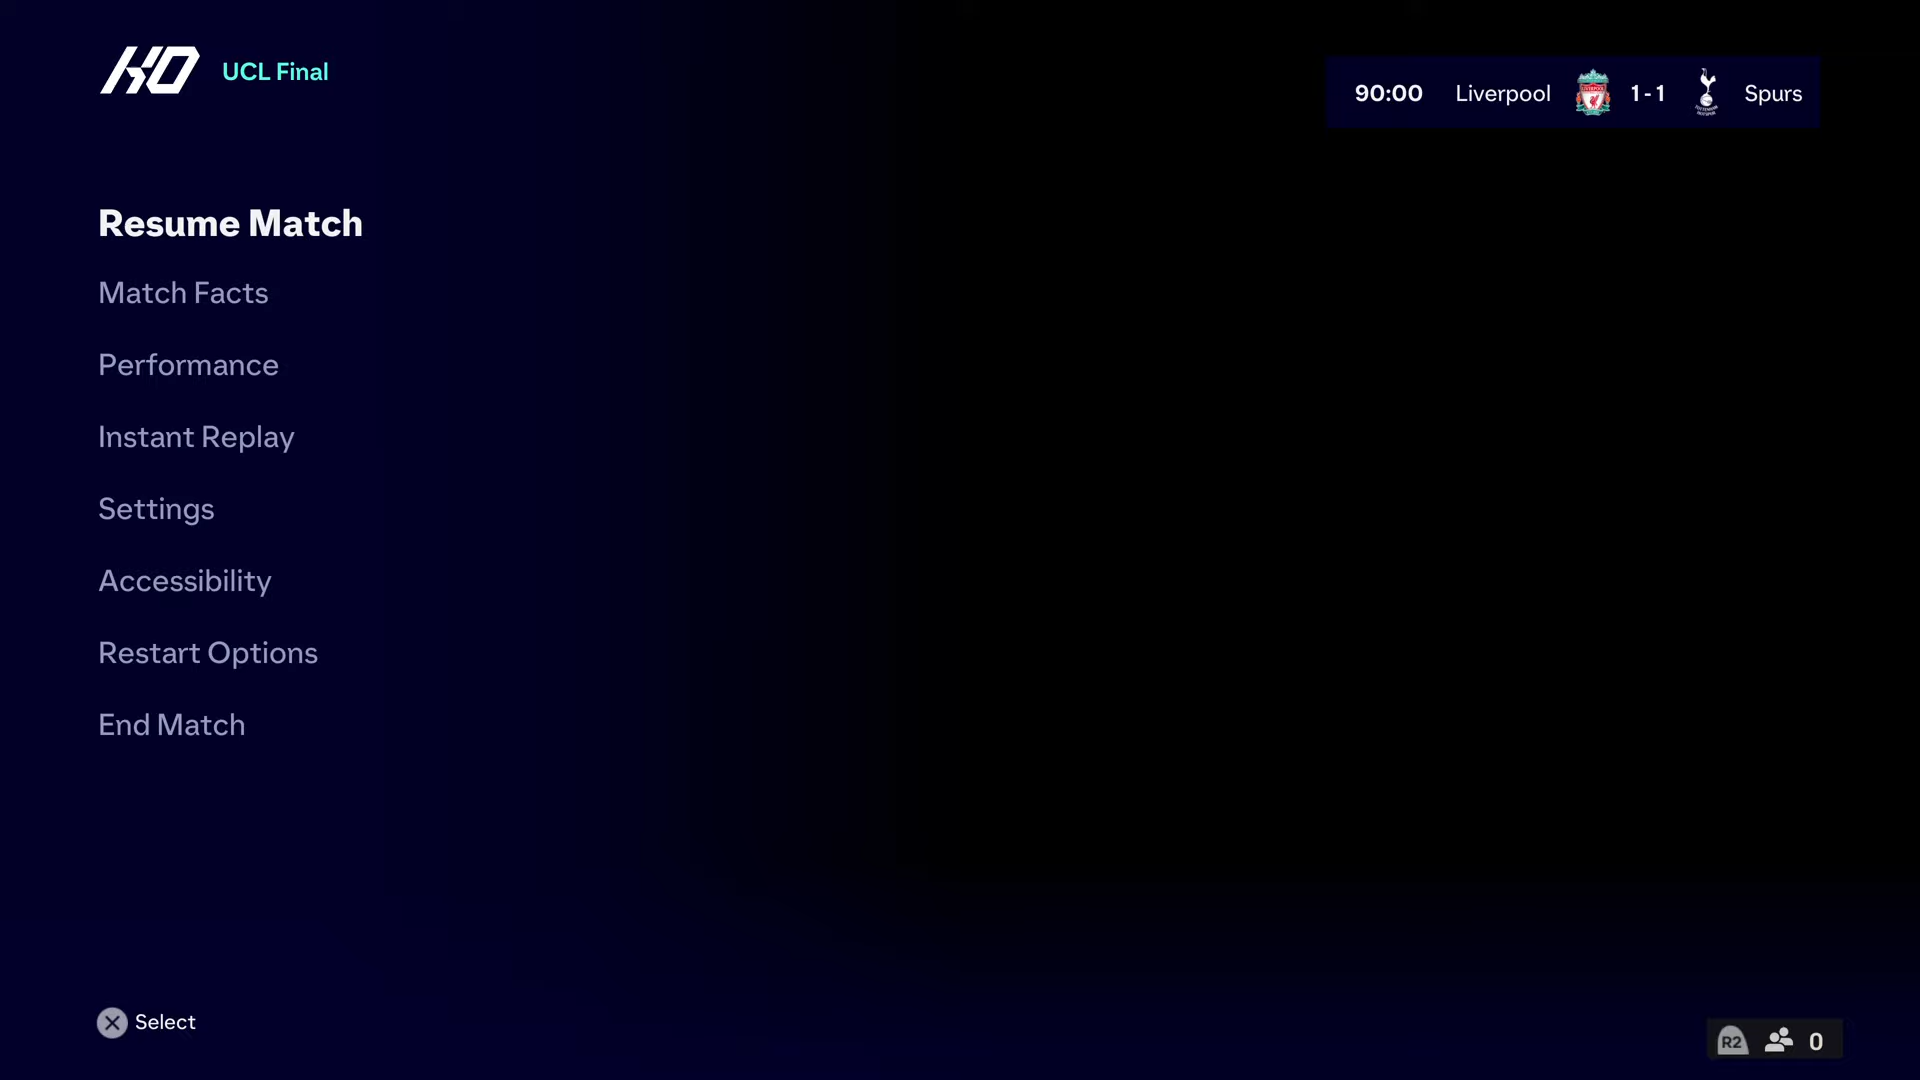 KO UCL Final
90:00 Liverpool 1-1 Spurs
Resume Match
Match Facts
Performance
Instant Replay
Settings
Accessibility
Restart Options
End Match
Select
R2 0